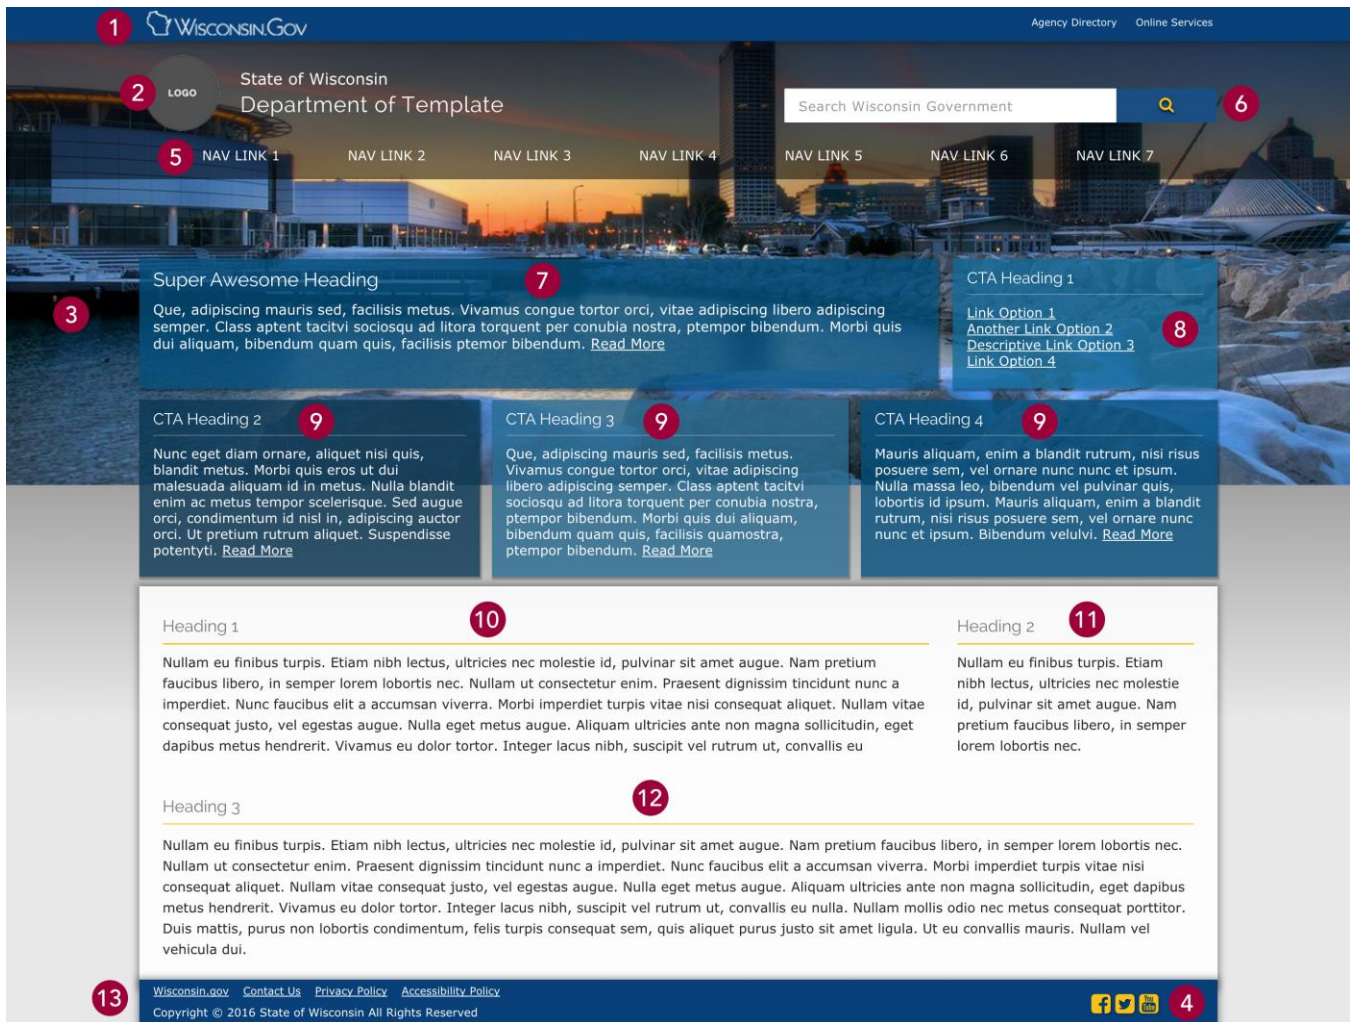 1
WISCONSIN.GOV
Agency Directory Online Services
2
LOGO
State of Wisconsin
Department of Template
Search Wisconsin Government
6
5
NAV LINK 1 NAV LINK 2 NAV LINK 3 NAV LINK 4 NAV LINK 5 NAV LINK 6 NAV LINK 7
3
Super Awesome Heading
7
Que, adipiscing mauris sed, facilisis metus. Vivamus congue tortor orci, vitae adipiscing libero adipiscing
semper. Class aptent tacitvi sociosqu ad litora torquent per conubia nostra, ptempor bibendum. Morbi quis
dui aliquam, bibendum quam quis, facilisis ptemor bibendum. Read More
CTA Heading 1
Link Option 1
Another Link Option 2
Descriptive Link Option 3
Link Option 4
8
CTA Heading 2
9
Nunc eget diam ornare, aliquet nisi quis,
blandit metus. Morbi quis eros ut dui
malesuada aliquam id in metus. Nulla blandit
enim ac metus tempor scelerisque. Sed augue
orci, condimentum id nisl in, adipiscing auctor
orci. Ut pretium rutrum aliquet. Suspendisse
potentyti. Read More
CTA Heading 3
9
Que, adipiscing mauris sed, facilisis metus.
Vivamus congue tortor orci, vitae adipiscing
libero adipiscing semper. Class aptent tacitvi
sociosqu ad litora torquent per conubia nostra,
ptempor bibendum. Morbi quis dui aliquam,
bibendum quam quis, facilisis quamostra,
ptempor bibendum. Read More
CTA Heading 4
9
Mauris aliquam, enim a blandit rutrum, nisi risus
posuere sem, vel ornare nunc nunc et ipsum.
Nulla massa leo, bibendum vel pulvinar quis,
lobortis id ipsum. Mauris aliquam, enim a blandit
rutrum, nisi risus posuere sem, vel ornare nunc
nunc et ipsum. Bibendum velulvi. Read More
Heading 1
10
Nullam eu finibus turpis. Etiam nibh lectus, ultricies nec molestie id, pulvinar sit amet augue. Nam pretium
faucibus libero, in semper lorem lobortis nec. Nullam ut consectetur enim. Praesent dignissim tincidunt nunc a
imperdiet. Nunc faucibus elit a accumsan viverra. Morbi imperdiet turpis vitae nisi consequat aliquet. Nullam vitae
consequat justo, vel egestas augue. Nulla eget metus augue. Aliquam ultricies ante non magna sollicitudin, eget
dapibus metus hendrerit. Vivamus eu dolor tortor. Integer lacus nibh, suscipit vel rutrum ut, convallis eu
Heading 2
11
Nullam eu finibus turpis. Etiam
nibh lectus, ultricies nec molestie
id, pulvinar sit amet augue. Nam
pretium faucibus libero, in semper
lorem lobortis nec.
Heading 3
12
Nullam eu finibus turpis. Etiam nibh lectus, ultricies nec molestie id, pulvinar sit amet augue. Nam pretium faucibus libero, in semper lorem lobortis nec.
Nullam ut consectetur enim. Praesent dignissim tincidunt nunc a imperdiet. Nunc faucibus elit a accumsan viverra. Morbi imperdiet turpis vitae nisi
consequat aliquet. Nullam vitae consequat justo, vel egestas augue. Nulla eget metus augue. Aliquam ultricies ante non magna sollicitudin, eget dapibus
metus hendrerit. Vivamus eu dolor tortor. Integer lacus nibh, suscipit vel rutrum ut, convallis eu nulla. Nullam mollis odio nec metus consequat porttitor.
Duis mattis, purus non lobortis condimentum, felis turpis consequat sem, quis aliquet purus justo sit amet ligula. Ut eu convallis mauris. Nullam vel
vehicula dui.
13
Wisconsin.gov Contact Us Privacy Policy Accessibility Policy
Copyright © 2016 State of Wisconsin All Rights Reserved
You
Tube
4